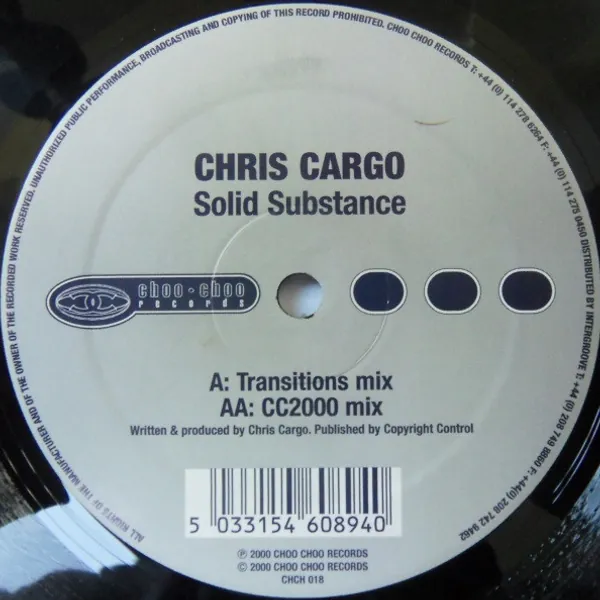 ALL RIGHTS OF THE MANUFACTURER AND OF THE OWNER OF THE RECORDED WORK RESERVED. UNAUTHORIZED PUBLIC PERFORMANCE, BROADCASTING AND COPYING OF THIS RECORD PROHIBITED. CHOO CHOO RECORDS T: +44 (0) 114 278 8264 F: +44 (0) 114 275 0450 DISTRIBUTED BY INTERGROOVE T: +44 (0) 208 749 8860 F: +44(0) 208 742 9462
CHRIS CARGO
Solid Substance
choo·choo
records
A: Transitions mix
AA: CC2000 mix
Written & produced by Chris Cargo. Published by Copyright Control
5 033154 608940
℗ 2000 CHOO CHOO RECORDS
© 2000 CHOO CHOO RECORDS
CHCH 018